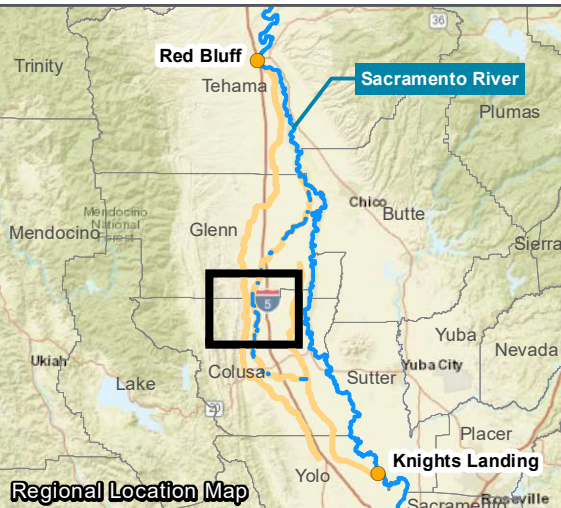 36
Red Bluff
Trinity
Tehama
Sacramento River
Plumas
Chico
Butte
Mendocino
National
Forest
Mendocino
Glenn
Sierra
5
Yuba
Nevada
Ukiah
Yuba City
Lake
Colusa
Sutter
20
Placer
Knights Landing
Yolo
Regional Location Map
Sacramento
Roseville